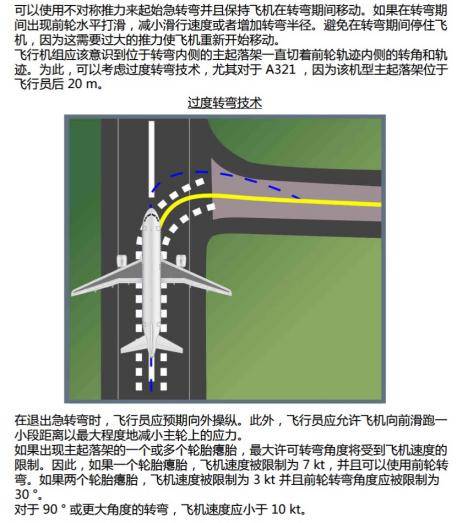 可以使用不对称推力来起始急转弯并且保持飞机在转弯期间移动。如果在转弯期
间出现前轮水平打滑，减小滑行速度或者增加转弯半径。避免在转弯期间停住飞
机，因为这需要过大的推力使飞机重新开始移动。
飞行机组应该意识到位于转弯内侧的主起落架一直切着前轮轨迹内侧的转角和轨
迹。为此，可以考虑过度转弯技术，尤其对于 A321 ，因为该机型主起落架位于
飞行员后 20 m。
过度转弯技术
在退出急转弯时，飞行员应预期向外操纵。此外，飞行员应允许飞机向前滑跑一
小段距离以最大程度地减小主轮上的应力。
如果出现主起落架的一个或多个轮胎瘪胎，最大许可转弯角度将受到飞机速度的
限制。因此，如果一个轮胎瘪胎，飞机速度被限制为 7 kt，并且可以使用前轮转
弯。如果两个轮胎瘪胎，飞机速度被限制为 3 kt 并且前轮转弯角度应被限制为
30 °。
对于 90 ° 或更大角度的转弯，飞机速度应小于 10 kt。